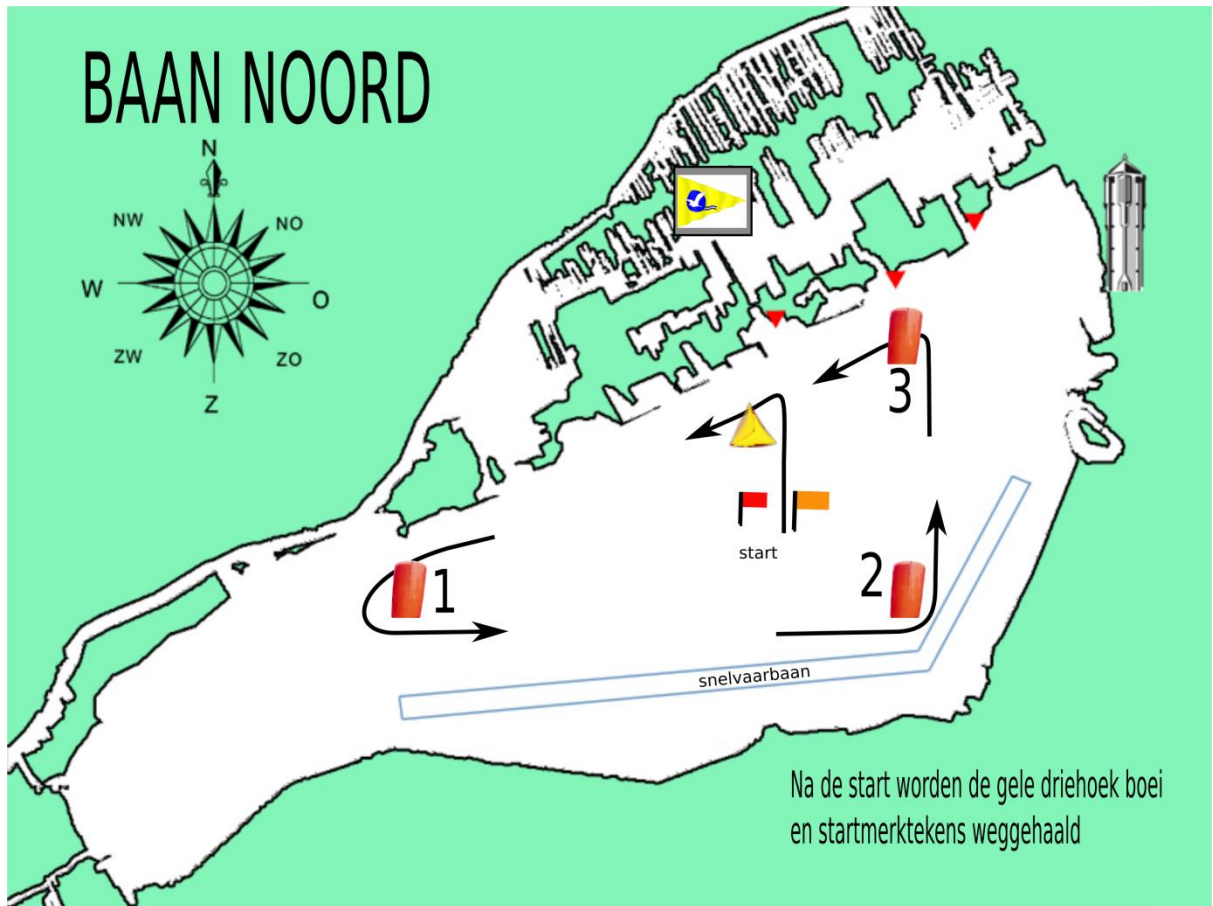 BAAN NOORD
N
NW
NO
W
O
ZW
ZO
Z
3
start
1
2
snelvaarbaan
Na de start worden de gele driehoek boei
en startmerktekens weggehaald